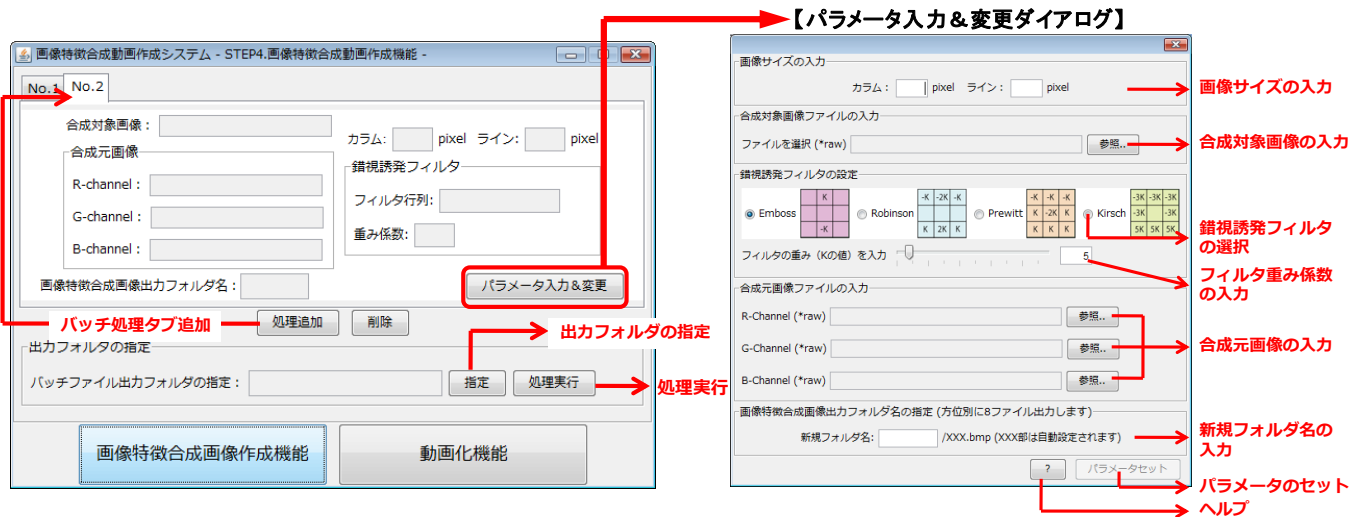 【パラメータ入力＆変更ダイアログ】
画像特徴合成動画作成システム - STEP4.画像特徴合成動画作成機能 -
No.1 No.2
合成対象画像：
カラム： pixel ライン： pixel
合成元画像
R-channel：
G-channel：
B-channel：
錯視誘発フィルタ
フィルタ行列:
重み係数:
画像特徴合成画像出力フォルダ名：
パラメータ入力＆変更
バッチ処理タブ追加
処理追加 削除
出力フォルダの指定
出力フォルダの指定
バッチファイル出力フォルダの指定：
指定 処理実行
処理実行
画像特徴合成画像作成機能
動画化機能
画像サイズの入力
カラム： pixel ライン： pixel
画像サイズの入力
合成対象画像ファイルの入力
ファイルを選択 (*raw) 参照..
合成対象画像の入力
錯視誘発フィルタの設定
Emboss
K
-K
Robinson
-K -2K -K
K 2K K
Prewitt
-K -K -K
K -2K K
K K K
Kirsch
-3K -3K -3K
-3K -3K
5K 5K 5K
錯視誘発フィルタ
の選択
フィルタの重み（Kの値）を入力 5
フィルタ重み係数
の入力
合成元画像ファイルの入力
R-Channel (*raw) 参照..
G-Channel (*raw) 参照..
B-Channel (*raw) 参照..
合成元画像の入力
画像特徴合成画像出力フォルダ名の指定 (方位別に8ファイル出力します)
新規フォルダ名: /XXX.bmp (XXX部は自動設定されます)
新規フォルダ名の
入力
? パラメータセット
パラメータのセット
ヘルプ